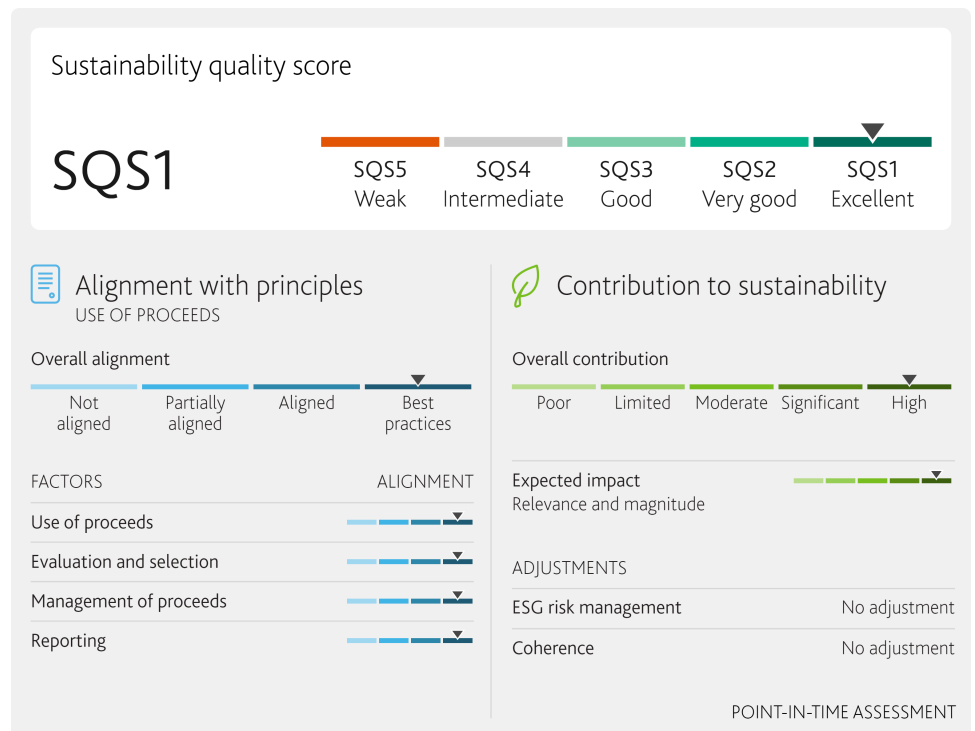 Sustainability quality score
SQS1
SQS5 SQS4 SQS3 SQS2 SQS1
Weak Intermediate Good Very good Excellent
Alignment with principles
USE OF PROCEEDS
Overall alignment
Not aligned
Partially aligned
Aligned
Best practices
FACTORS ALIGNMENT
Use of proceeds
Evaluation and selection
Management of proceeds
Reporting
Contribution to sustainability
Overall contribution
Poor Limited Moderate Significant High
Expected impact
Relevance and magnitude
ADJUSTMENTS
ESG risk management No adjustment
Coherence No adjustment
POINT-IN-TIME ASSESSMENT